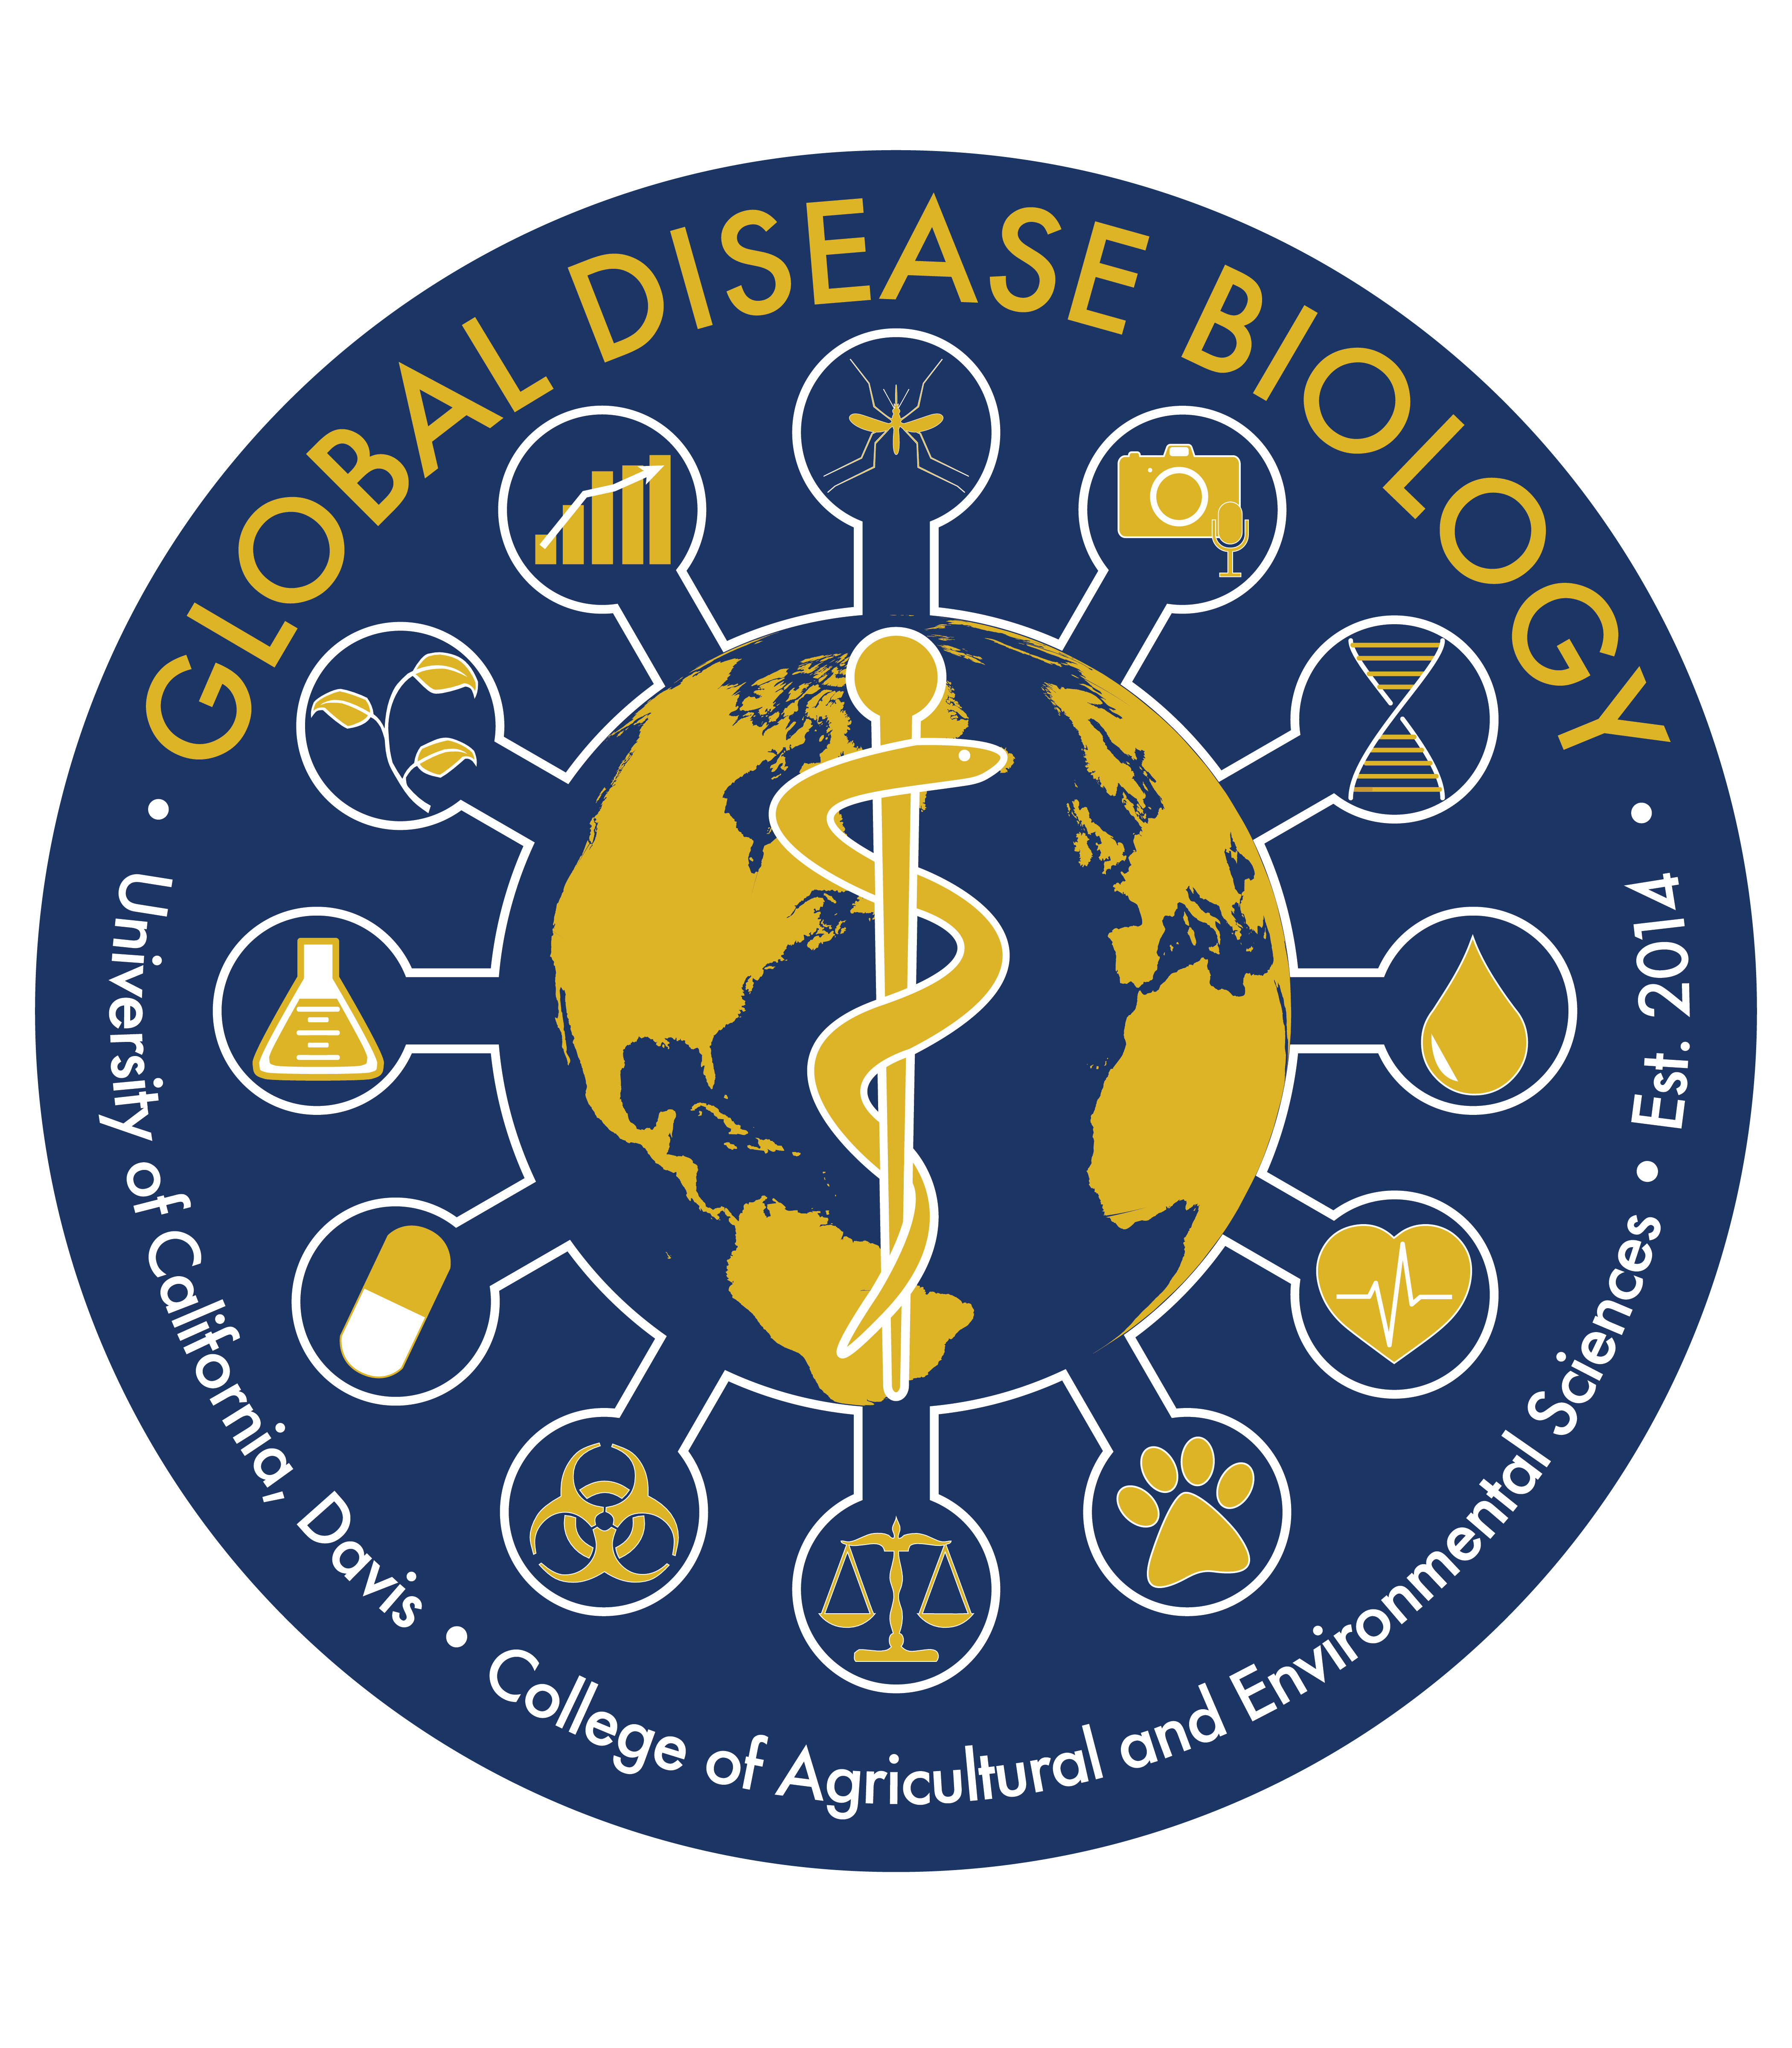 GLOBAL DISEASE BIOLOGY
• University of California, Davis • College of Agricultural and Environmental Sciences • Est. 2014 •